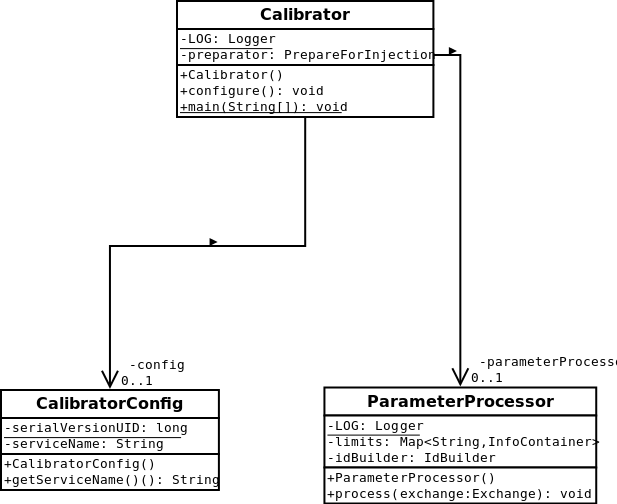 Calibrator
-LOG: Logger
-preparator: PrepareForInjection
+Calibrator()
+configure(): void
+main(String[]): void
-config
0..1
-parameterProcesso
0..1
CalibratorConfig
-serialVersionUID: long
-serviceName: String
+CalibratorConfig()
+getServiceName()(): String
ParameterProcessor
-LOG: Logger
-limits: Map<String,InfoContainer>
-idBuilder: IdBuilder
+ParameterProcessor()
+process(exchange:Exchange): void